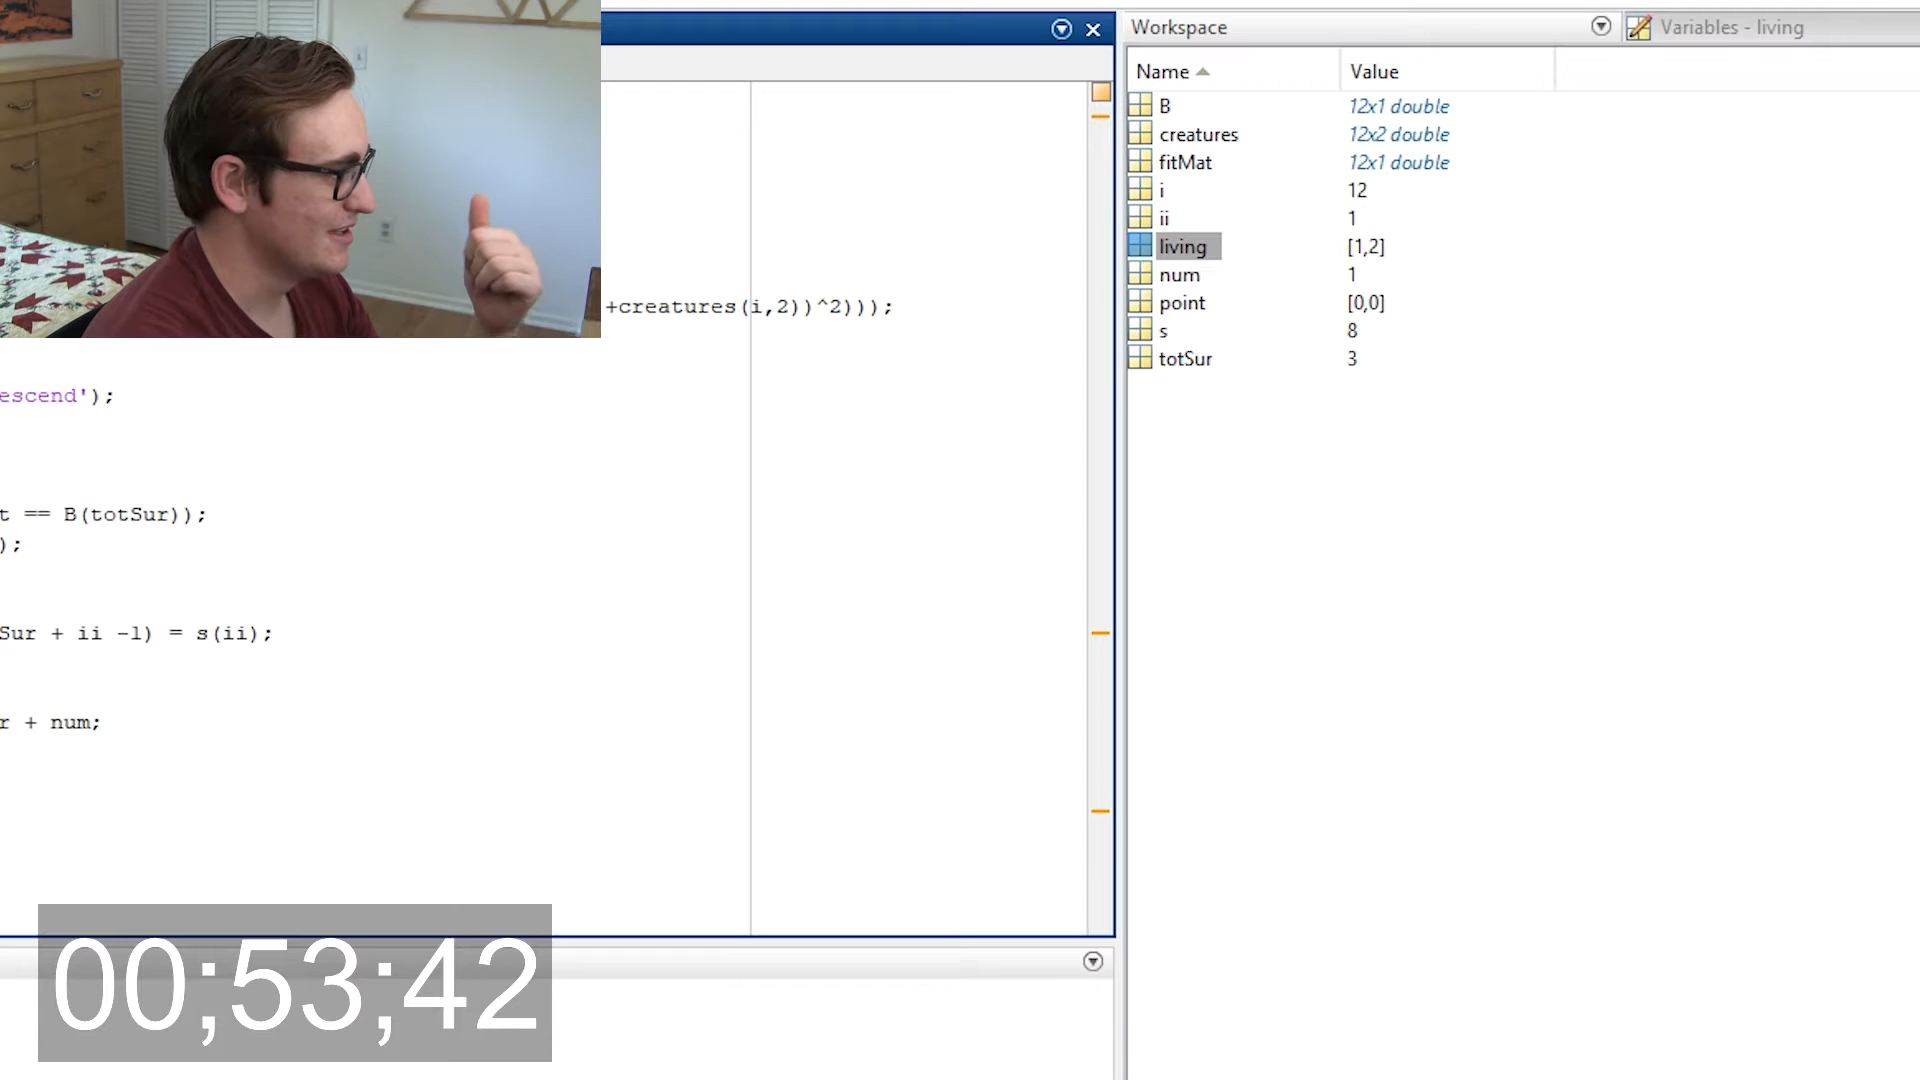 Workspace
Variables - living
Name
Value
B
12x1 double
creatures
12x2 double
fitMat
12x1 double
i
12
ii
1
living
[1,2]
num
1
point
[0,0]
s
8
totSur
3
+creatures(i,2))^2)));
escend');
t == B(totSur));
);
Sur + ii -1) = s(ii);
r + num;
00;53;42